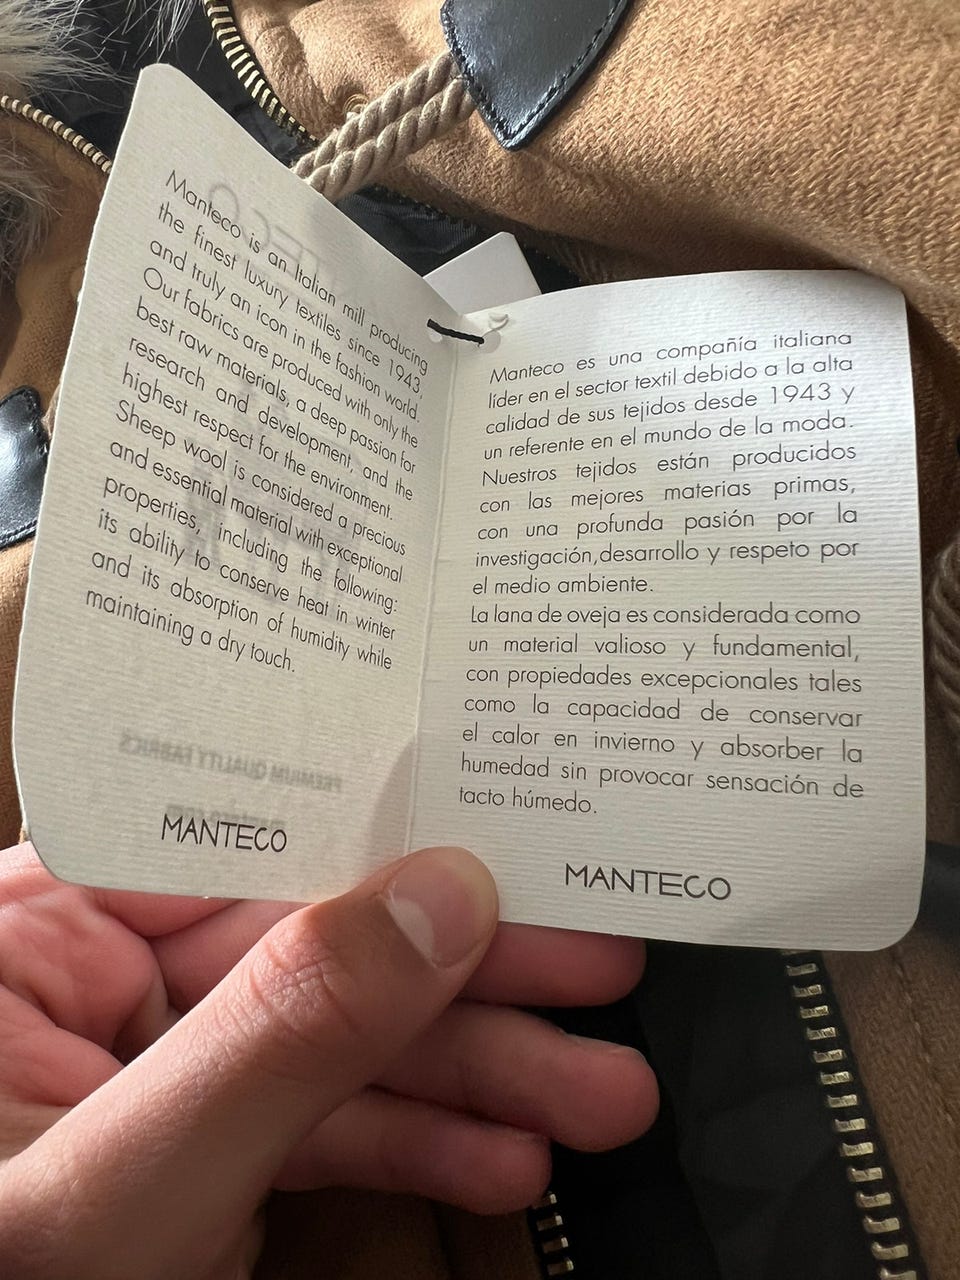 Manteco is an Italian mill producing
the finest luxury textiles since 1943,
and truly an icon in the fashion world.
Our fabrics are produced with only the
best raw materials, a deep passion for
research and development, and the
highest respect for the environment.
Sheep wool is considered a precious
and essential material with exceptional
properties, including the following:
its ability to conserve heat in winter
and its absorption of humidity while
maintaining a dry touch.
PREMIUM QUALITY FABRICS
MANTECO
Manteco es una compañía italiana
líder en el sector textil debido a la alta
calidad de sus tejidos desde 1943 y
un referente en el mundo de la moda.
Nuestros tejidos están producidos
con las mejores materias primas,
con una profunda pasión por la
investigación,desarrollo y respeto por
el medio ambiente.
La lana de oveja es considerada como
un material valioso y fundamental,
con propiedades excepcionales tales
como la capacidad de conservar
el calor en invierno y absorber la
humedad sin provocar sensación de
tacto húmedo.
MANTECO